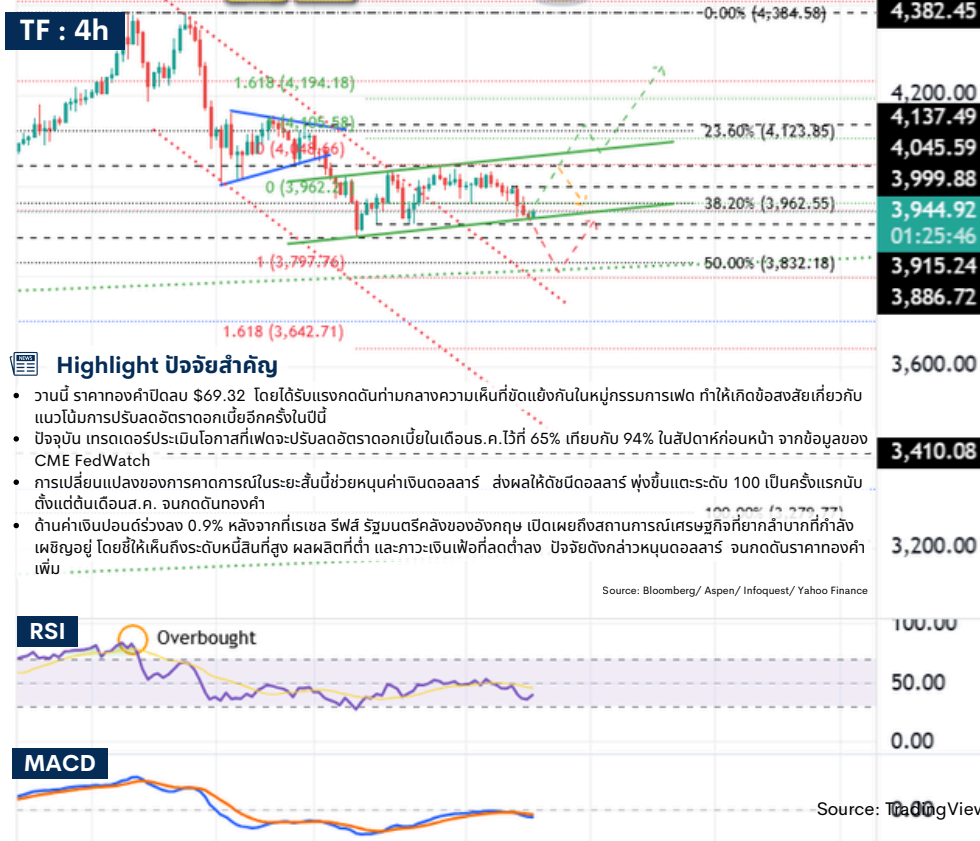 TF : 4h
0.00% (4,384.58)
4,382.45
1.618 (4,194.18)
4,200.00
4,137.49
23.60% (4,123.85)
4,045.59
3,999.88
38.20% (3,962.55)
3,944.92
01:25:46
3,915.24
1 (3,797.76)
50.00% (3,832.18)
3,886.72
1.618 (3,642.71)
3,600.00
Highlight ปัจจัยสำคัญ
• วานนี้ ราคาทองคำปิดลบ $69.32 โดยได้รับแรงกดดันท่ามกลางความเห็นที่ขัดแย้งกันในหมู่กรรมการเฟด ทำให้เกิดข้อสงสัยเกี่ยวกับ
แนวโน้มการปรับลดอัตราดอกเบี้ยอีกครั้งในปีนี้
• ปัจจุบัน เทรดเดอร์ประเมินโอกาสที่เฟดจะปรับลดอัตราดอกเบี้ยในเดือนธ.ค.ไว้ที่ 65% เทียบกับ 94% ในสัปดาห์ก่อนหน้า จากข้อมูลของ
CME FedWatch
3,410.08
• การเปลี่ยนแปลงของการคาดการณ์ในระยะสั้นนี้ช่วยหนุนค่าเงินดอลลาร์ ส่งผลให้ดัชนีดอลลาร์ พุ่งขึ้นแตะระดับ 100 เป็นครั้งแรกนับ
ตั้งแต่ต้นเดือนส.ค. จนกดดันทองคำ
• ด้านค่าเงินปอนด์ร่วงลง 0.9% หลังจากที่เรเชล รีฟส์ รัฐมนตรีคลังของอังกฤษ เปิดเผยถึงสถานการณ์เศรษฐกิจที่ยากลำบากที่กำลัง
เผชิญอยู่ โดยชี้ให้เห็นถึงระดับหนี้สินที่สูง ผลผลิตที่ต่ำ และภาวะเงินเฟ้อที่ลดต่ำลง ปัจจัยดังกล่าวหนุนดอลลาร์ จนกดดันราคาทองคำ
เพิ่ม
3,200.00
Source: Bloomberg/ Aspen/ Infoquest/ Yahoo Finance
RSI
Overbought
100.00
50.00
0.00
MACD
Source: TradingView
0.00